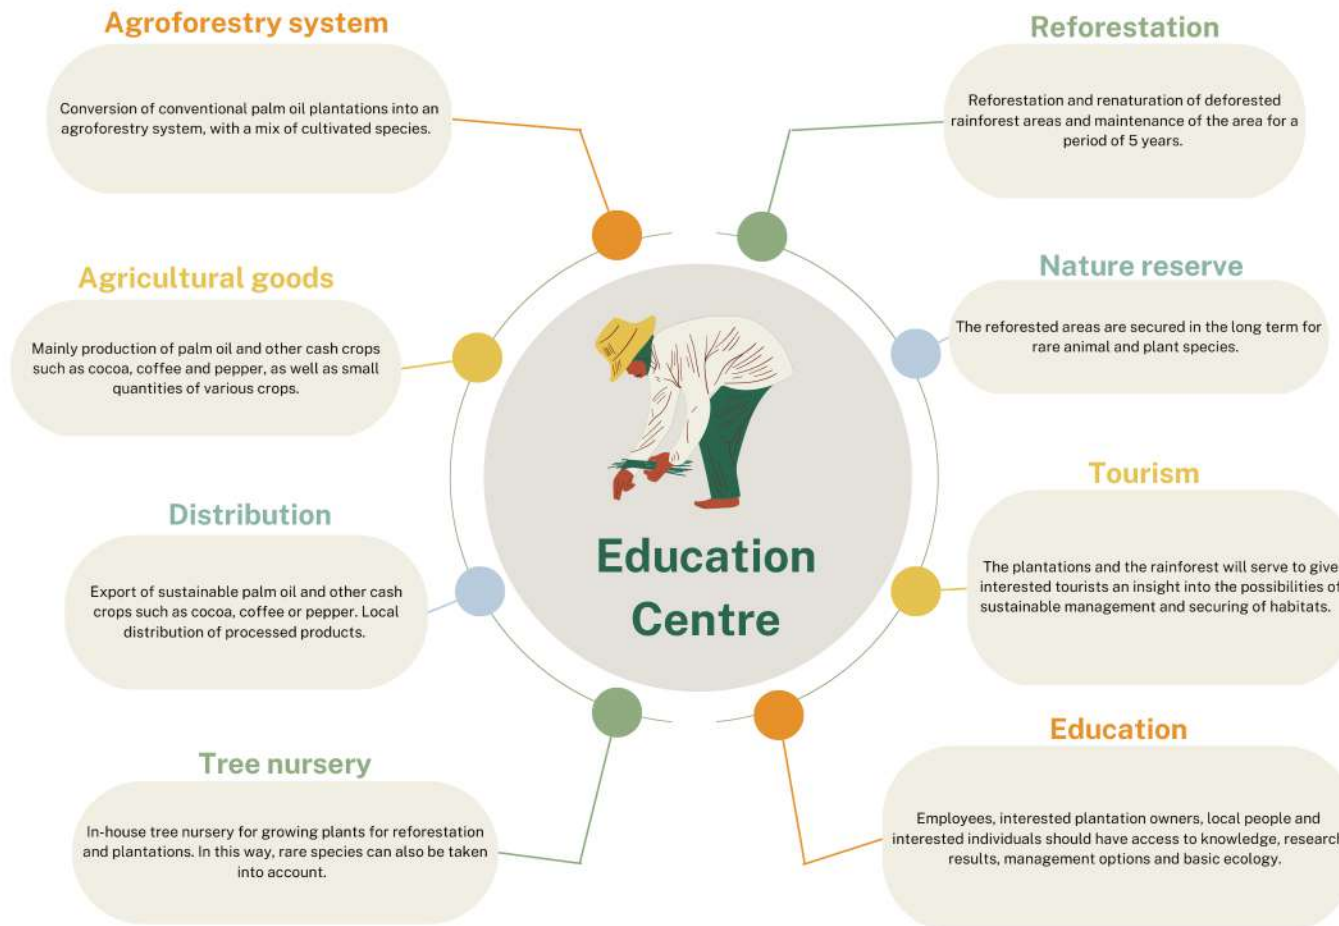 Agroforestry system
Conversion of conventional palm oil plantations into an
agroforestry system, with a mix of cultivated species.
Agricultural goods
Mainly production of palm oil and other cash crops
such as cocoa, coffee and pepper, as well as small
quantities of various crops.
Distribution
Export of sustainable palm oil and other cash
crops such as cocoa, coffee or pepper. Local
distribution of processed products.
Tree nursery
In-house tree nursery for growing plants for reforestation
and plantations. In this way, rare species can also be taken
into account.
Education
Centre
Reforestation
Reforestation and renaturation of deforested
rainforest areas and maintenance of the area for a
period of 5 years.
Nature reserve
The reforested areas are secured in the long term for
rare animal and plant species.
Tourism
The plantations and the rainforest will serve to give
interested tourists an insight into the possibilities of
sustainable management and securing of habitats.
Education
Employees, interested plantation owners, local people and
interested individuals should have access to knowledge, research
results, management options and basic ecology.